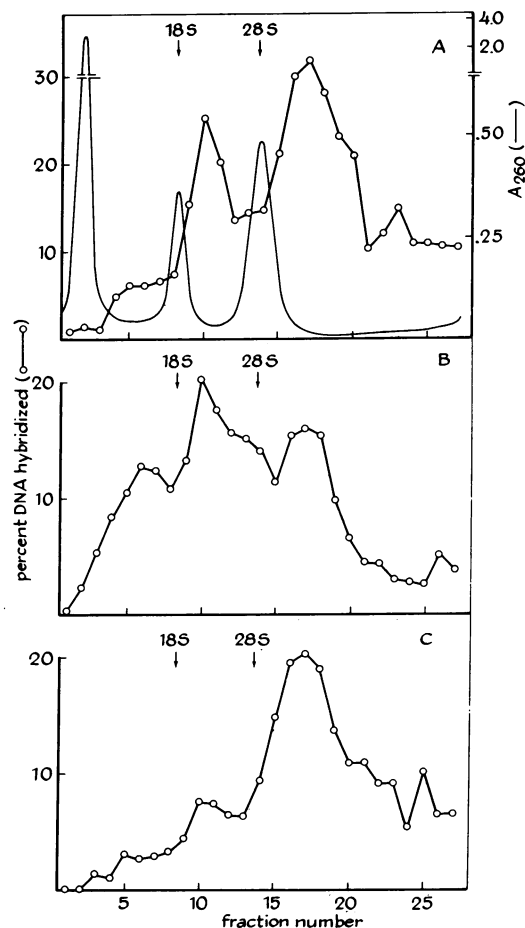 18S 28S A 4.0
2.0
30
20 .50
10 .25
A260 (—)
18S 28S B
20
10
percent DNA hybridized (o—o)
18S 28S C
20
10
5 10 15 20 25
fraction number